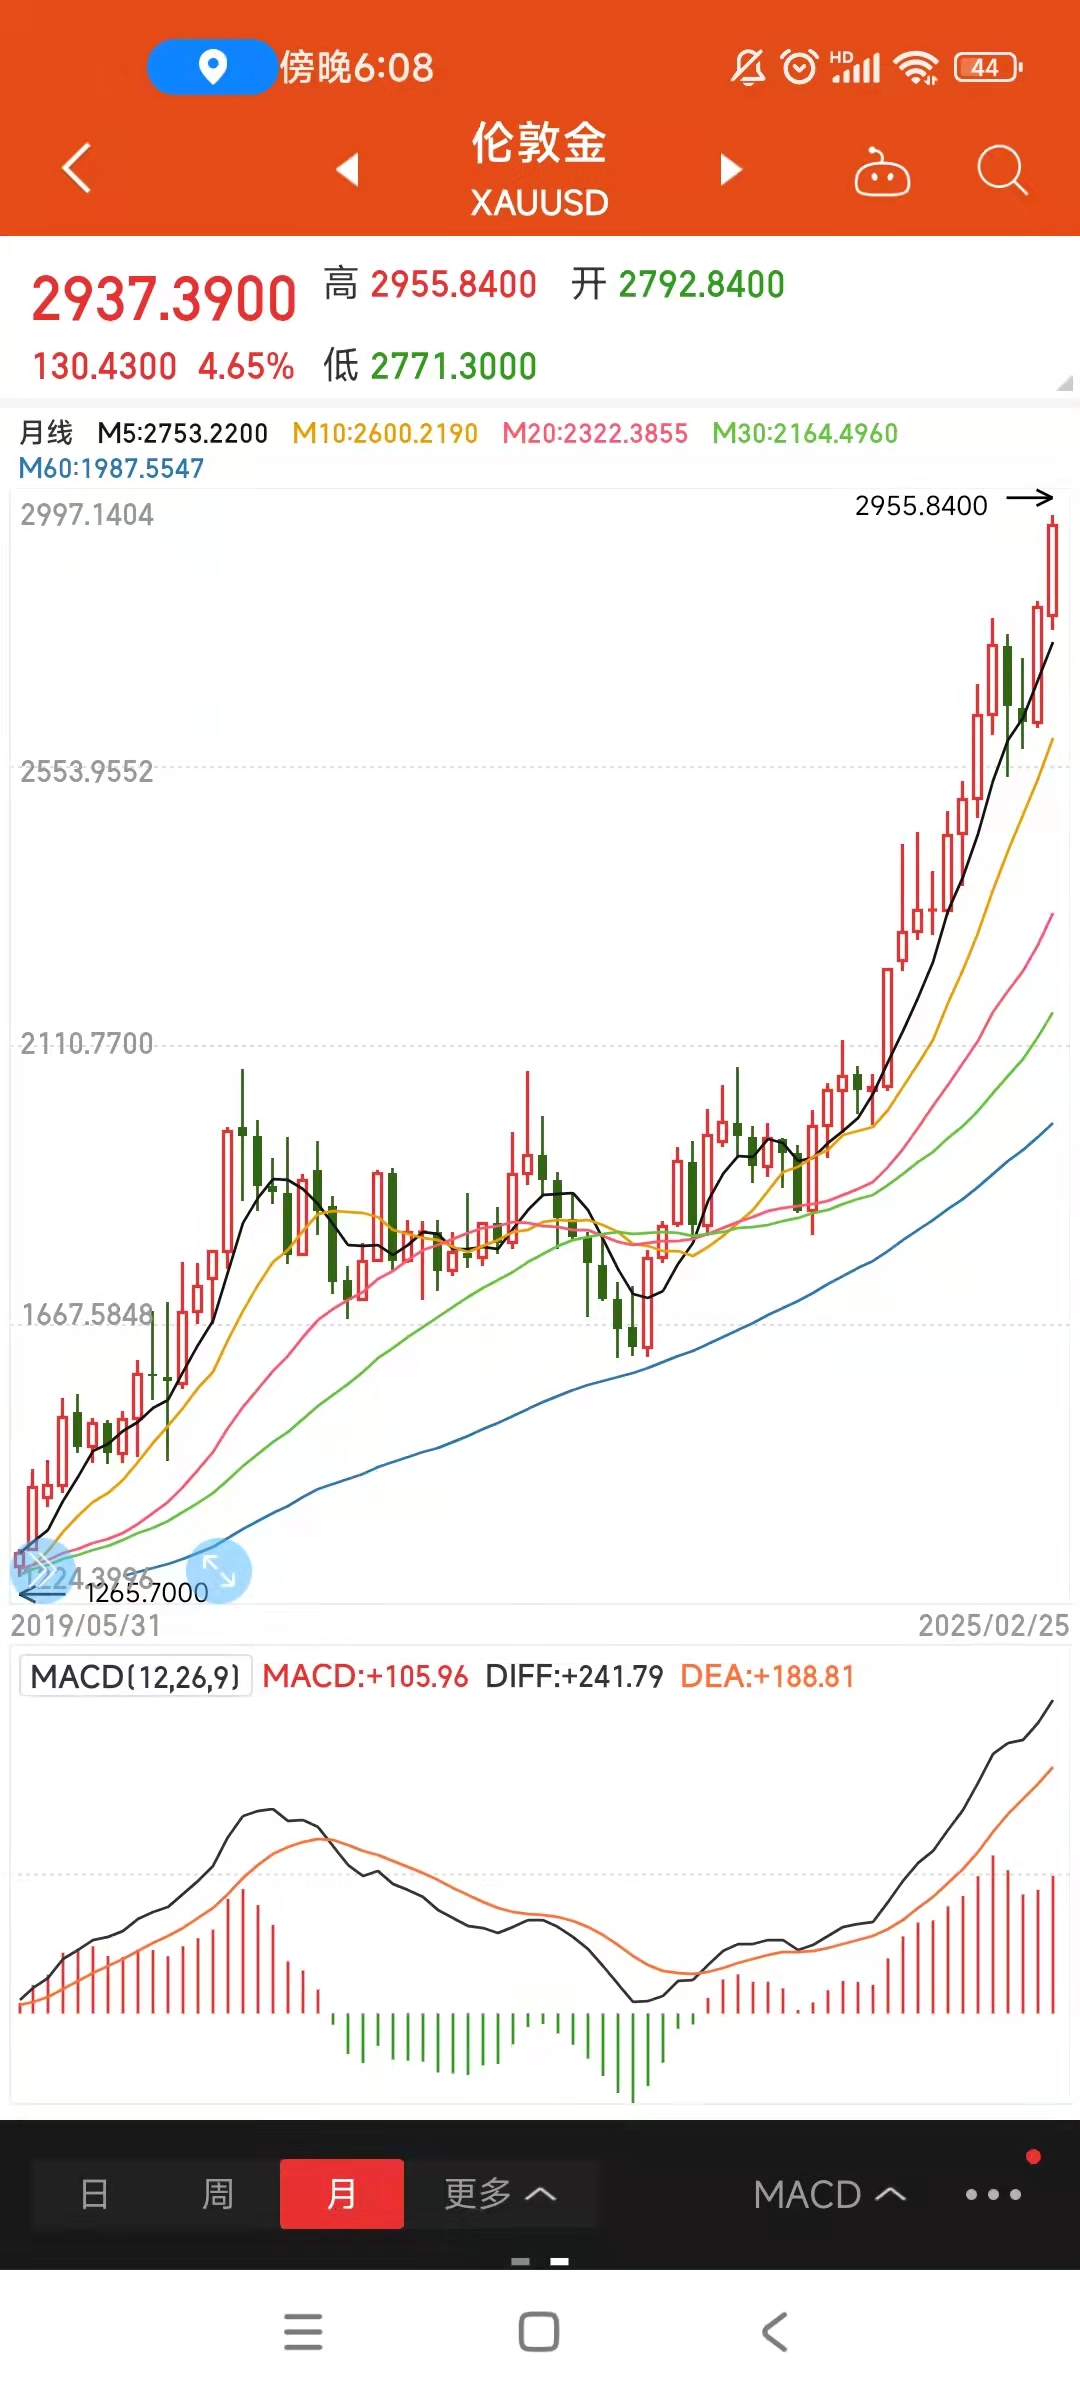 傍晚6:08
HD
44
伦敦金
XAUUSD
2937.3900
高 2955.8400 开 2792.8400
130.4300 4.65% 低 2771.3000
月线 M5:2753.2200 M10:2600.2190 M20:2322.3855 M30:2164.4960
M60:1987.5547
2997.1404
2955.8400
2553.9552
2110.7700
1667.5848
1224.3996
1265.7000
2019/05/31 2025/02/25
MACD(12,26,9) MACD:+105.96 DIFF:+241.79 DEA:+188.81
日 周 月 更多 MACD